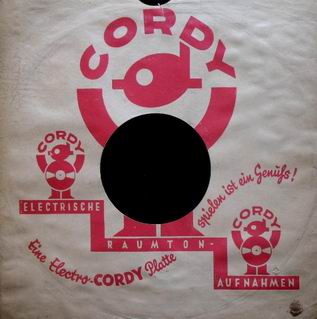 CORDY
CORDY
ELECTRISCHE
RAUMTON-
CORDY
AUFNAHMEN
Eine Electro-CORDY Platte
spielen ist ein Genuſs!